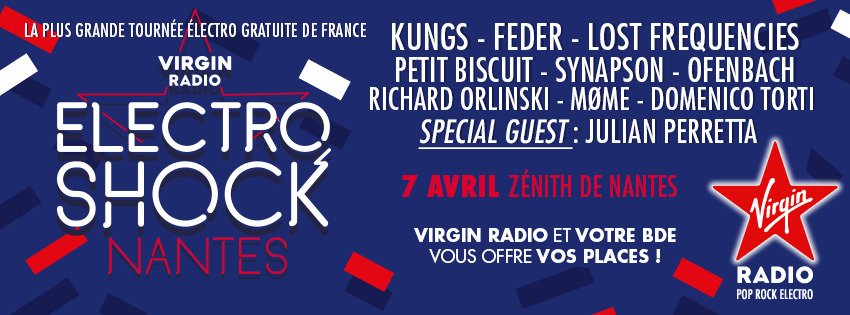 LA PLUS GRANDE TOURNÉE ÉLECTRO GRATUITE DE FRANCE
VIRGIN
RADIO
ELECTRO
SHOCK
NANTES
KUNGS - FEDER - LOST FREQUENCIES
PETIT BISCUIT - SYNAPSON - OFENBACH
RICHARD ORLINSKI - MØME - DOMENICO TORTI
SPECIAL GUEST : JULIAN PERRETTA
7 AVRIL ZÉNITH DE NANTES
VIRGIN RADIO ET VOTRE BDE
VOUS OFFRE VOS PLACES !
Virgin
RADIO
POP ROCK ELECTRO